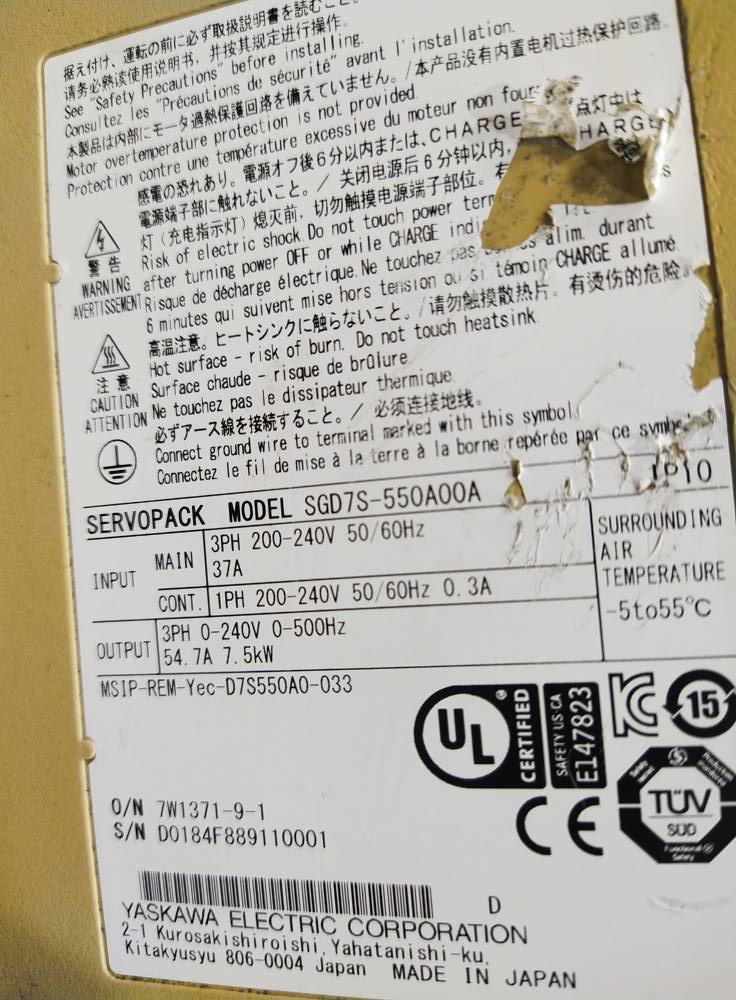 据え付け、運転の前に必ず取扱説明書を読むこと。
请务必熟读使用说明书，并按其规定进行操作。
See "Safety Precautions" before installing.
Consultez les "Précautions de sécurité" avant l'installation.
本製品は内部にモータ過熱保護回路を備えていません。/本产品没有内置电机过热保护回路。
Motor overtemperature protection is not provided.
Protection contre une température excessive du moteur non
感電の恐れあり。電源オフ後6分以内または、CHARGE 点灯中は
電源端子部に触れないこと。/ 关闭电源后6分钟以内,
灯（充电指示灯）熄灭前，切勿触摸电源端子部位。
Risk of electric shock.Do not touch power
after turning power OFF or while CHARGE
Risque de décharge électrique.Ne touchez pas alim. durant
6 minutes qui suivent mise hors tension ou si témoin CHARGE allumé
警告
WARNING
AVERTISSEMENT
高温注意。ヒートシンクに触らないこと。/请勿触摸散热片。有烫伤的危险。
Hot surface - risk of burn. Do not touch heatsink.
Surface chaude - risque de brûlure.
Ne touchez pas le dissipateur thermique
注意
CAUTION
ATTENTION
必ずアース線を接続すること。/ 必须连接地线。
Connect ground wire to terminal marked with this symbol.
Connectez le fil de mise à la terre à la borne repérée par ce symbole
SERVOPACK MODEL SGD7S-550A00A IP10
INPUT
MAIN
3PH 200-240V 50/60Hz
37A
CONT. 1PH 200-240V 50/60Hz 0.3A
OUTPUT
3PH 0-240V 0-500Hz
54.7A 7.5kW
SURROUNDING
AIR
TEMPERATURE
-5to55℃
MSIP-REM-Yec-D7S550A0-033
UL ®
CERTIFIED
SAFETY US-CA
E147823
15
CE
TÜV
SÜD
Functional
Safety
O/N 7W1371-9-1
S/N D0184F889110001
D
YASKAWA ELECTRIC CORPORATION
2-1 Kurosakishiroishi,Yahatanishi-ku,
Kitakyusyu 806-0004 Japan MADE IN JAPAN